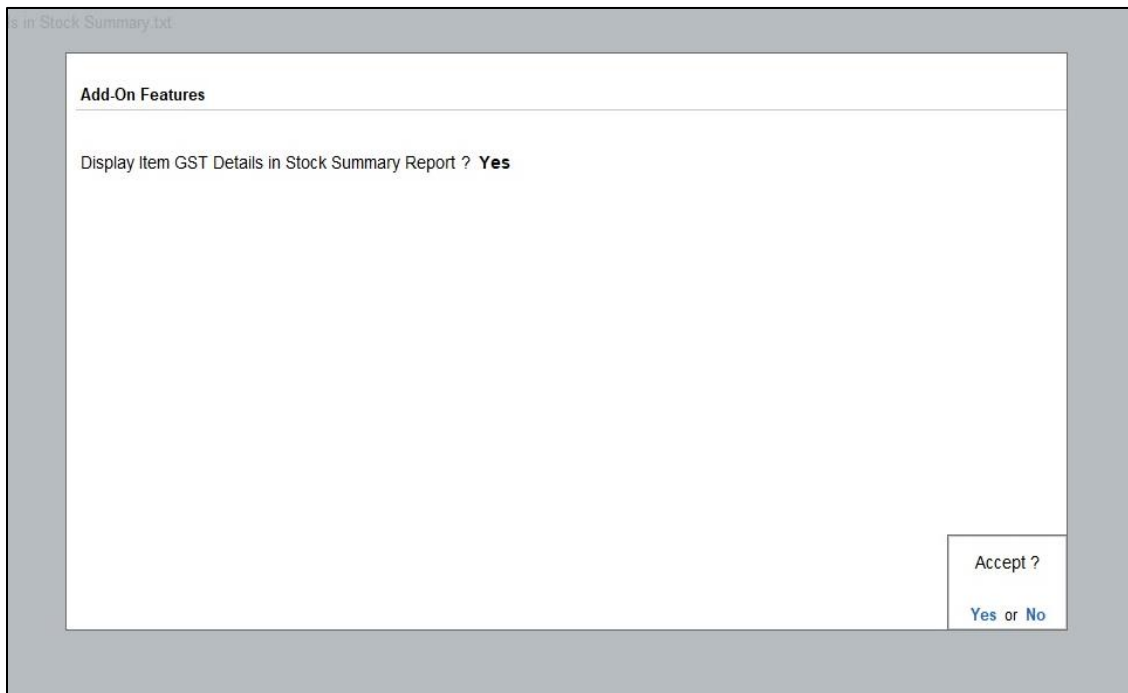 s in Stock Summary.txt
Add-On Features
Display Item GST Details in Stock Summary Report ? Yes
Accept ?
Yes or No